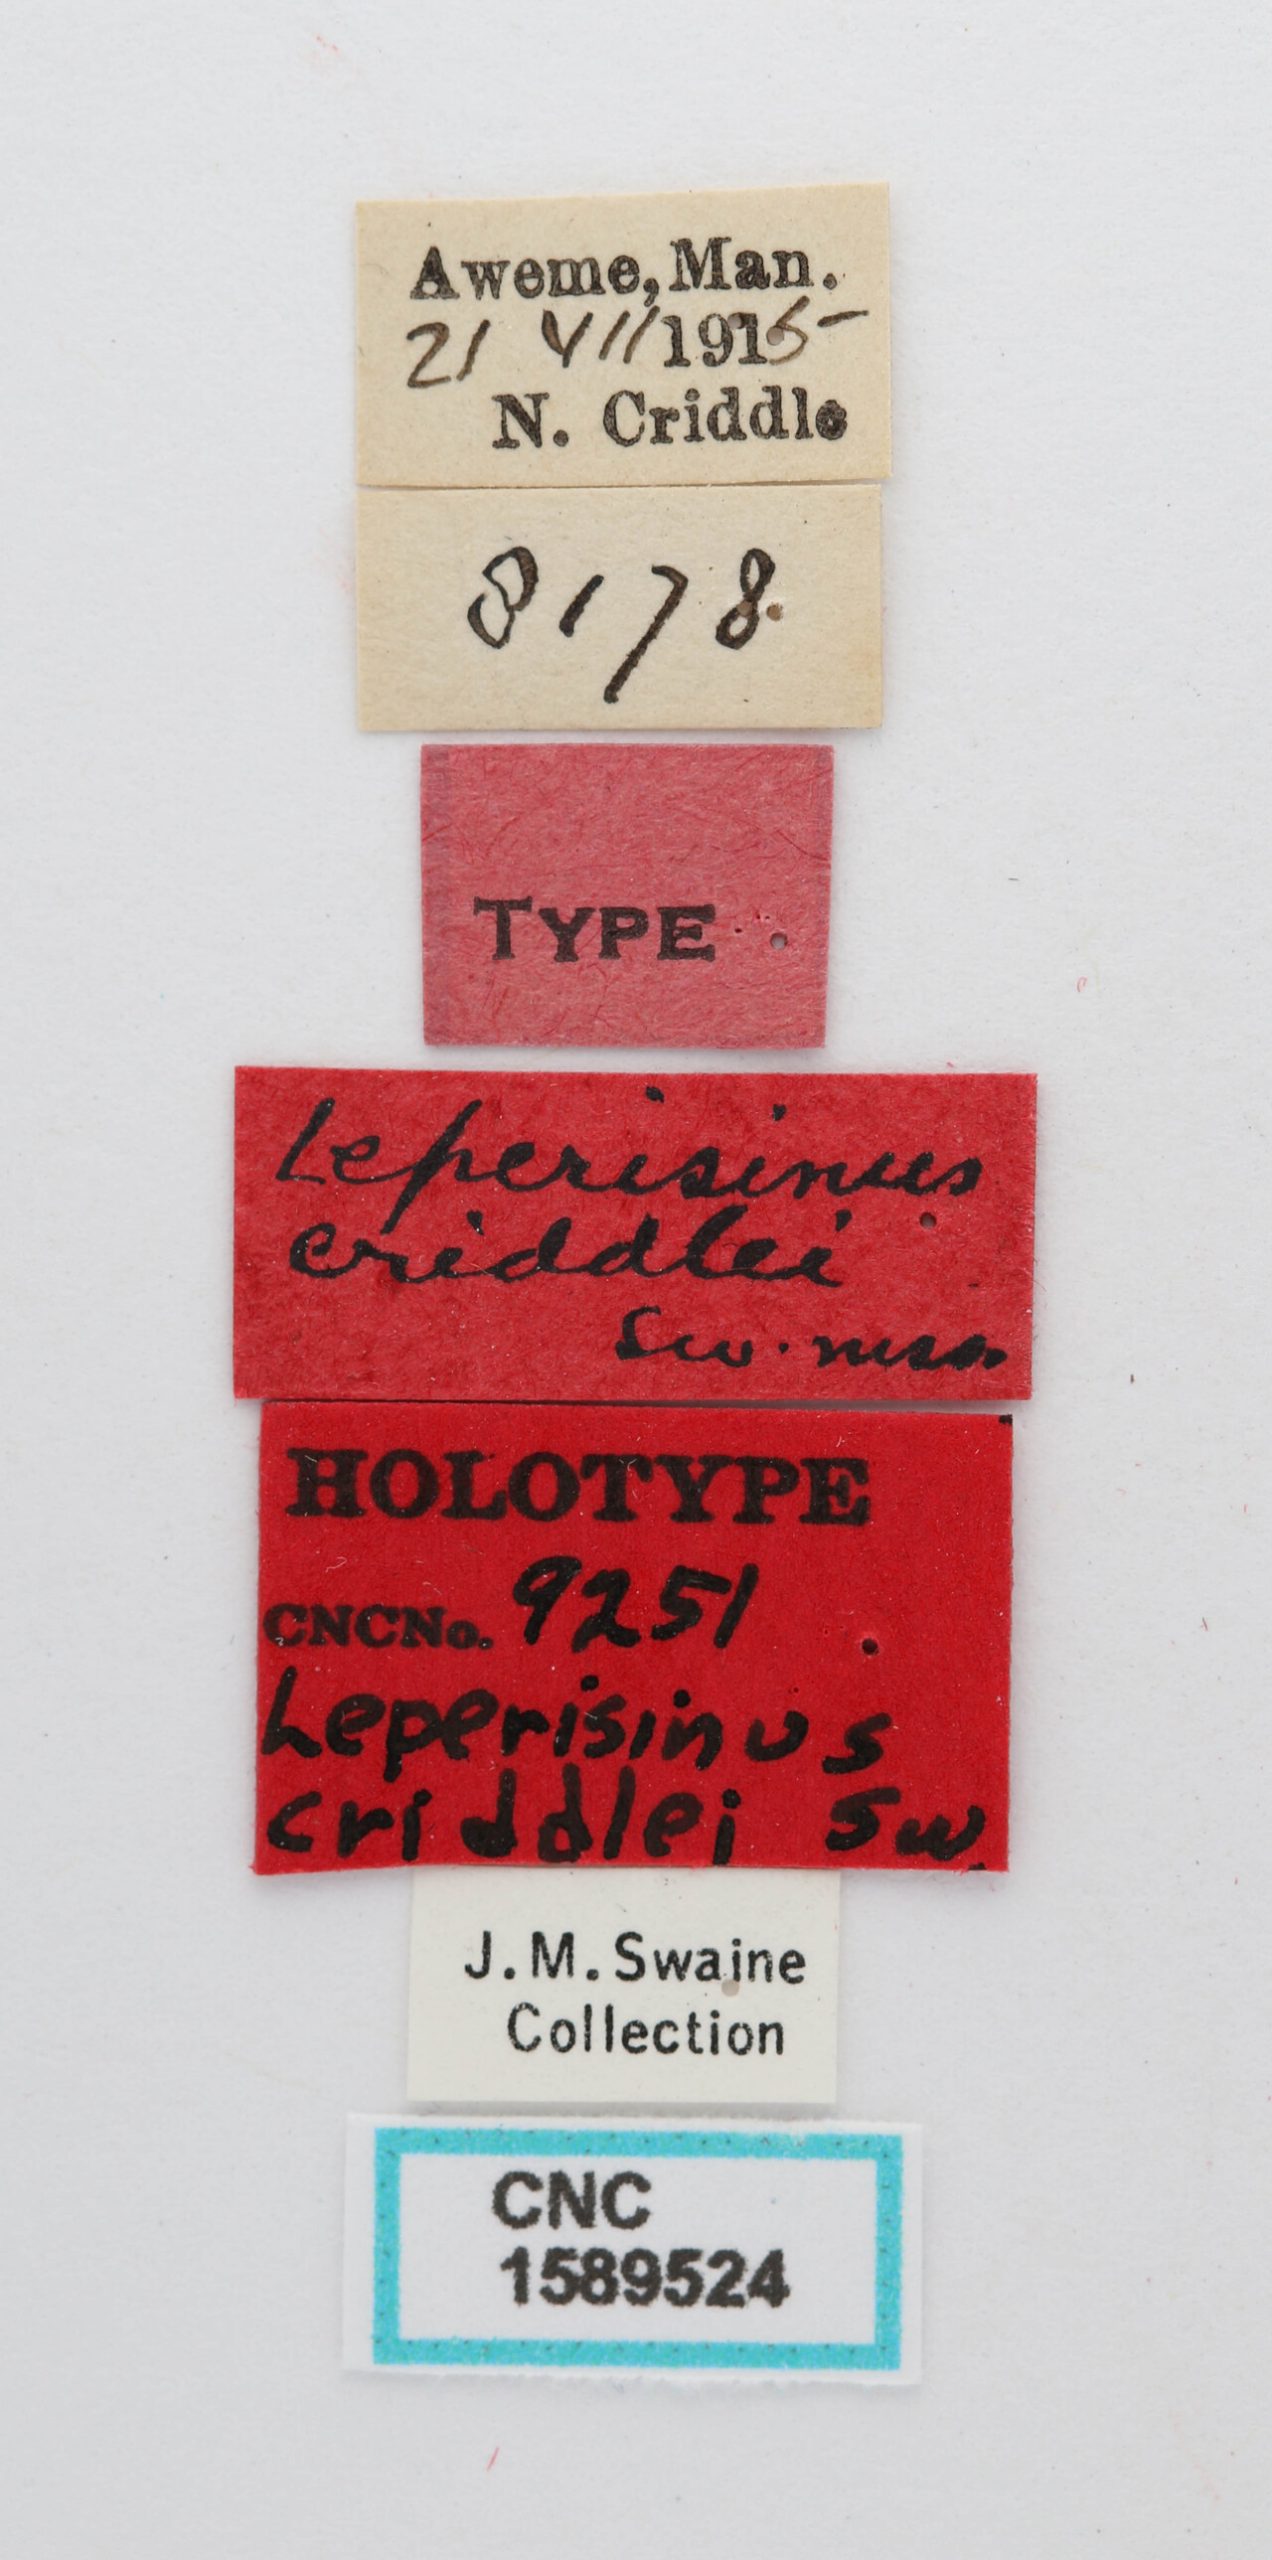 Aweme, Man.
21 VII 1915
N. Criddle
8178
TYPE
Leperisinus
criddlei
Sw. msn
HOLOTYPE
CNCNo. 9251
Leperisinus
criddlei Sw.
J. M. Swaine
Collection
CNC
1589524